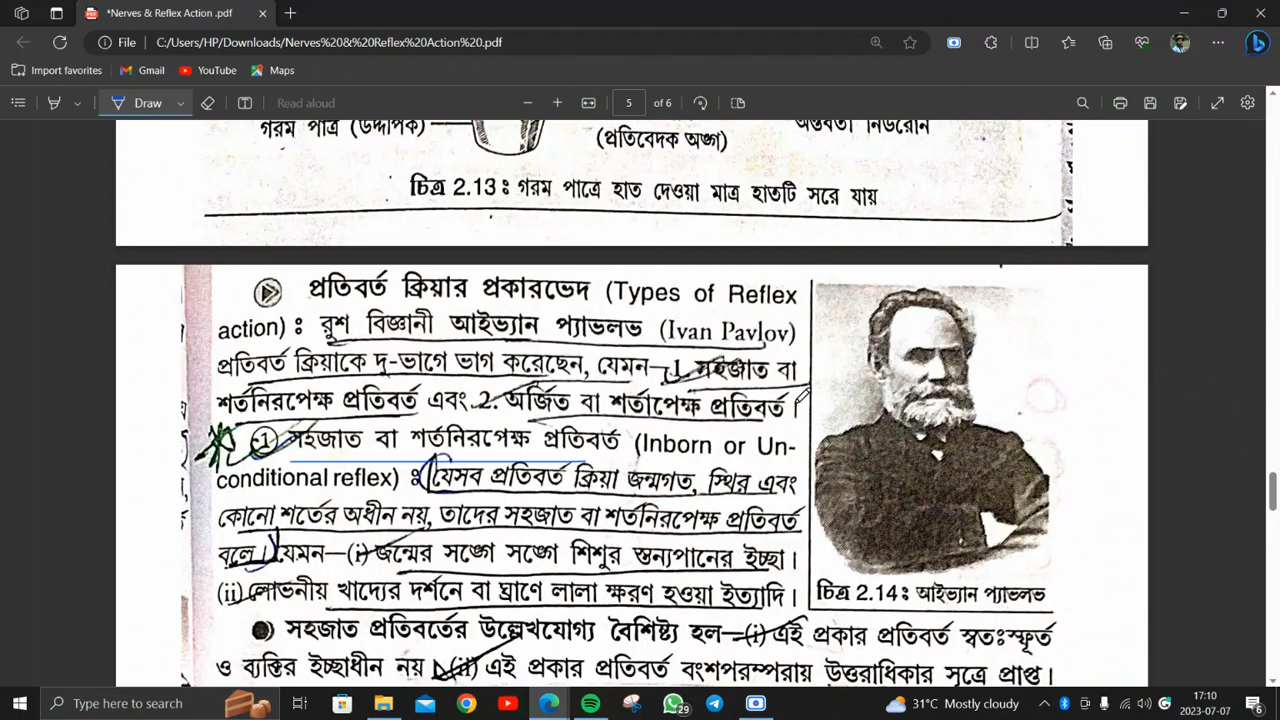 *Nerves & Reflex Action .pdf
File C:/Users/HP/Downloads/Nerves%20&%20Reflex%20Action%20.pdf
Import favorites Gmail YouTube Maps
Draw Read aloud 5 of 6
গরম পাত্র (উদ্দীপক)
(প্রতিবেদক অঙ্গ)
অন্তর্বর্তী নিউরোন
চিত্র 2.13ঃ গরম পাত্রে হাত দেওয়া মাত্র হাতটি সরে যায়
প্রতিবর্ত ক্রিয়ার প্রকারভেদ (Types of Reflex
action) ঃ রুশ বিজ্ঞানী আইভ্যান প্যাভলভ (Ivan Pavlov)
প্রতিবর্ত ক্রিয়াকে দু-ভাগে ভাগ করেছেন, যেমন—1. সহজাত বা
শর্তনিরপেক্ষ প্রতিবর্ত এবং 2. অর্জিত বা শর্তাপেক্ষ প্রতিবর্ত।
1 সহজাত বা শর্তনিরপেক্ষ প্রতিবর্ত (Inborn or Un-
conditional reflex) ঃ যেসব প্রতিবর্ত ক্রিয়া জন্মগত, স্থির এবং
কোনো শর্তের অধীন নয়, তাদের সহজাত বা শর্তনিরপেক্ষ প্রতিবর্ত
বলে। যেমন—(i) জন্মের সঙ্গে সঙ্গে শিশুর স্তন্যপানের ইচ্ছা।
(ii) লোভনীয় খাদ্যের দর্শনে বা ঘ্রাণে লালা ক্ষরণ হওয়া ইত্যাদি।
চিত্র 2.14ঃ আইভ্যান প্যাভলভ
সহজাত প্রতিবর্তের উল্লেখযোগ্য বৈশিষ্ট্য হল—(i) এই প্রকার প্রতিবর্ত স্বতঃস্ফূর্ত
ও ব্যক্তির ইচ্ছাধীন নয়। (ii) এই প্রকার প্রতিবর্ত বংশপরম্পরায় উত্তরাধিকার সূত্রে প্রাপ্ত।
Type here to search 29 31°C Mostly cloudy 17:10
2023-07-07 6